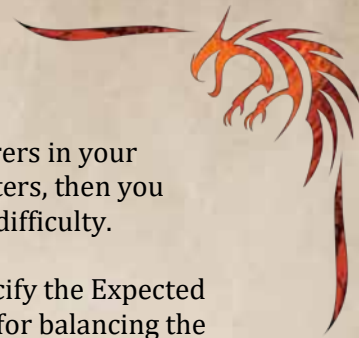 rers in your
ters, then you
difficulty.
cify the Expected
for balancing the